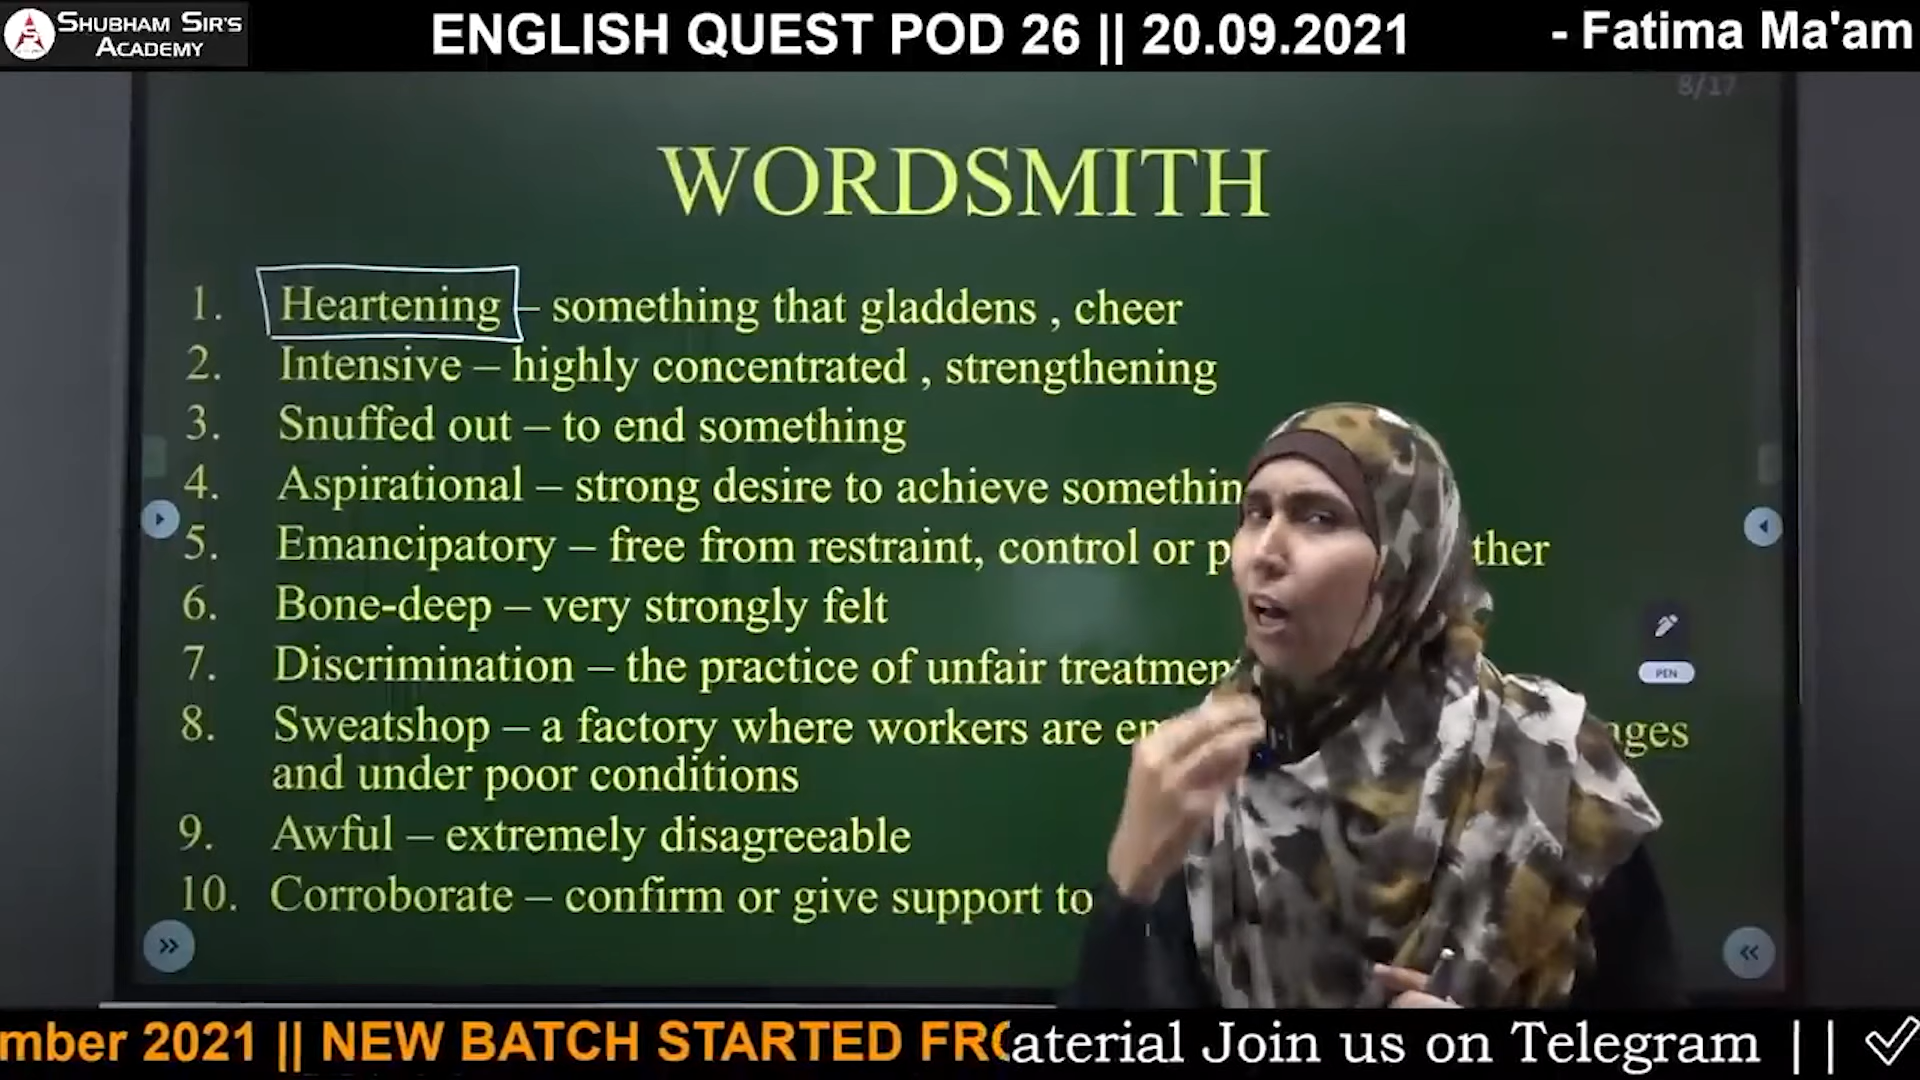 SHUBHAM SIR'S
ACADEMY
ENGLISH QUEST POD 26 || 20.09.2021
- Fatima Ma'am
8/17
WORDSMITH
1. Heartening – something that gladdens , cheer
2. Intensive – highly concentrated , strengthening
3. Snuffed out – to end something
4. Aspirational – strong desire to achieve somethin
5. Emancipatory – free from restraint, control or p ther
6. Bone-deep – very strongly felt
7. Discrimination – the practice of unfair treatmen
8. Sweatshop – a factory where workers are em ages
and under poor conditions
9. Awful – extremely disagreeable
10. Corroborate – confirm or give support to
PEN
mber 2021 || NEW BATCH STARTED FRO
aterial Join us on Telegram ||